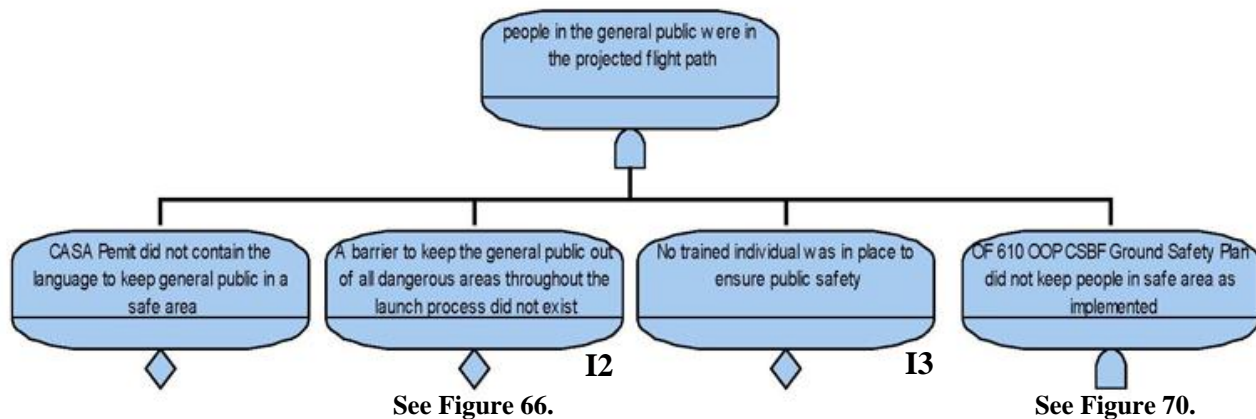 people in the general public were in
the projected flight path
CASA Pemit did not contain the
language to keep general public in a
safe area
A barrier to keep the general public out
of all dangerous areas throughout the
launch process did not exist
No trained individual was in place to
ensure public safety
OF 610 OOP CSBF Ground Safety Plan
did not keep people in safe area as
implemented
I2
I3
See Figure 66.
See Figure 70.